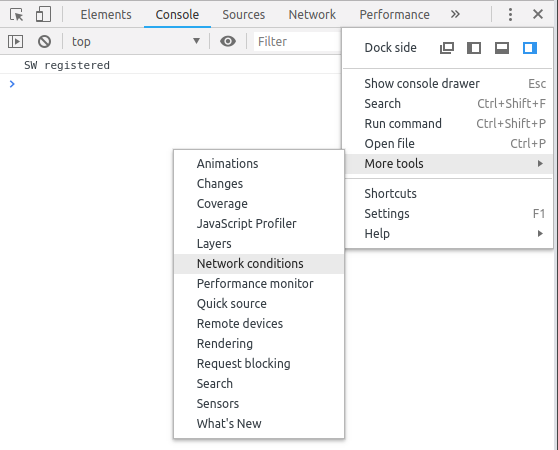 Elements Console Sources Network Performance »
top Filter
SW registered
Dock side
Show console drawer Esc
Search Ctrl+Shift+F
Run command Ctrl+Shift+P
Open file Ctrl+P
More tools
Shortcuts
Settings F1
Help
Animations
Changes
Coverage
JavaScript Profiler
Layers
Network conditions
Performance monitor
Quick source
Remote devices
Rendering
Request blocking
Search
Sensors
What's New